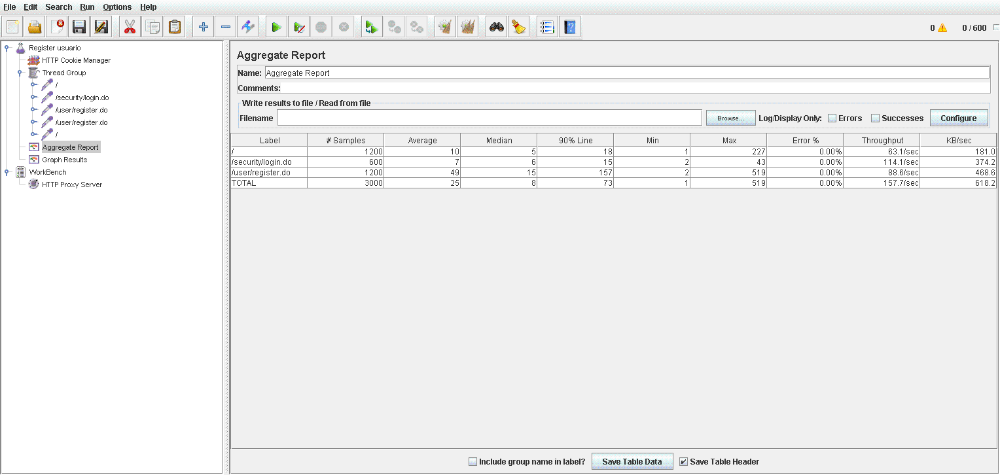 File Edit Search Run Options Help
0 0 / 600
Register usuario
HTTP Cookie Manager
Thread Group
/
/security/login.do
/user/register.do
/user/register.do
/
Aggregate Report
Graph Results
WorkBench
HTTP Proxy Server
Aggregate Report
Name: Aggregate Report
Comments:
Write results to file / Read from file
Filename Browse... Log/Display Only: Errors Successes Configure
Label # Samples Average Median 90% Line Min Max Error % Throughput KB/sec
/ 1200 10 5 18 1 227 0.00% 63.1/sec 181.0
/security/login.do 600 7 6 15 2 43 0.00% 114.1/sec 374.2
/user/register.do 1200 49 15 157 2 519 0.00% 88.6/sec 468.6
TOTAL 3000 25 8 73 1 519 0.00% 157.7/sec 618.2
Include group name in label? Save Table Data Save Table Header